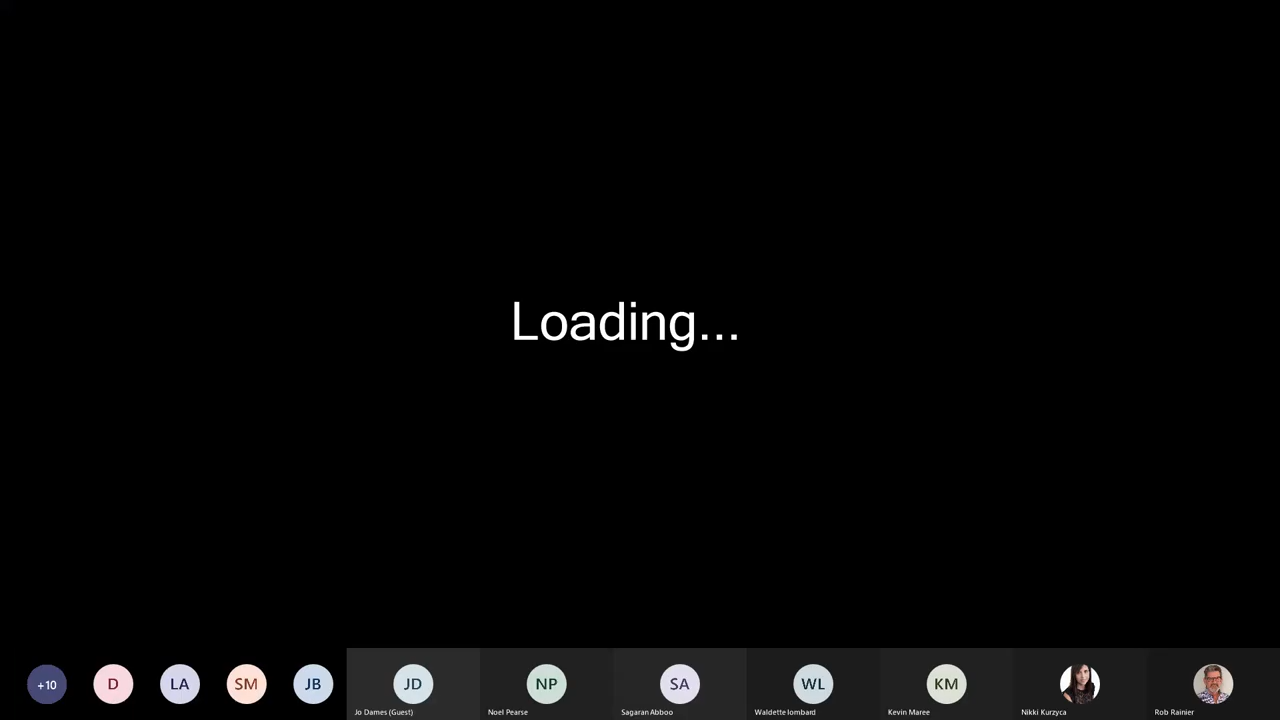 Loading...
+10
D
LA
SM
JB
JD
NP
SA
WL
KM
Jo Dames (Guest)
Noel Pearse
Sagaran Abboo
Waldette lombard
Kevin Maree
Nikki Kurzyca
Rob Rainier